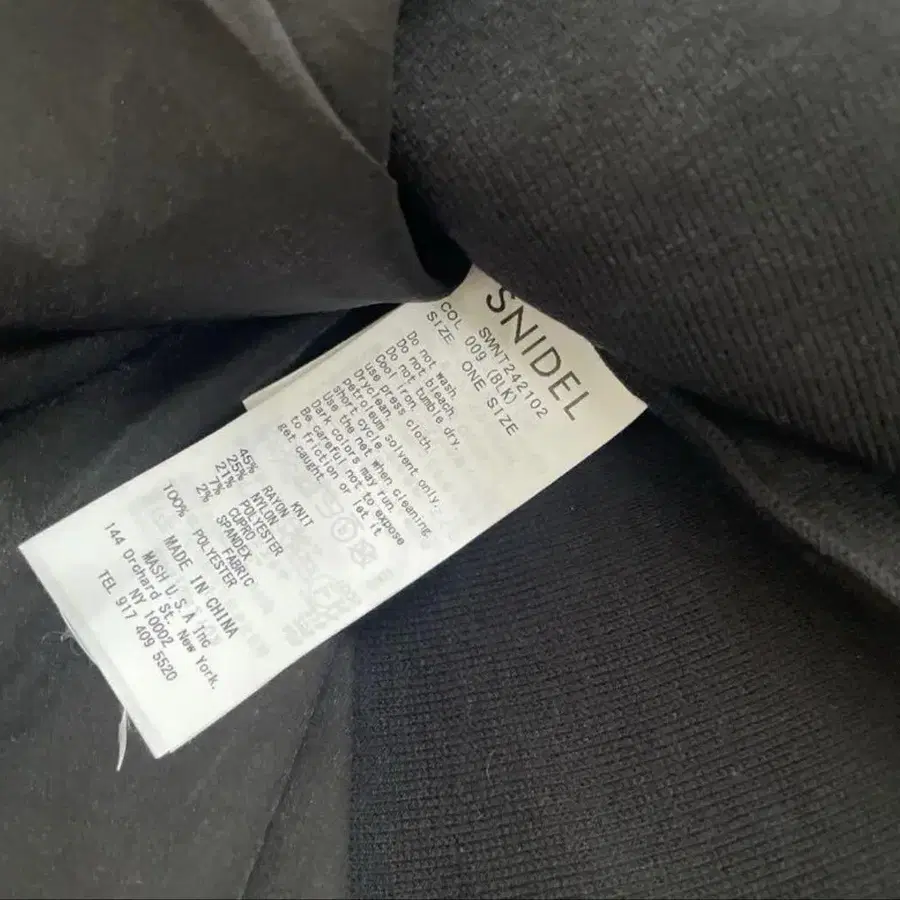 SNIDEL
SWNT242102
COL 009 (BLK)
SIZE ONE SIZE
Do not wash.
Do not bleach.
Do not tumble dry.
Cool iron.
use press cloth.
Dryclean.
petroleum solvent only.
short cycle.
Use the net when cleaning.
Dark colors may run.
Be careful not to expose
to friction or let it
get caught.
KNIT
45% RAYON
25% NYLON
21% POLYESTER
7% CUPRO
2% SPANDEX
FABRIC
100% POLYESTER
MADE IN CHINA
MASH U.S.A Inc
144 Orchard St. New York.
NY 10002
TEL 917 409 5520